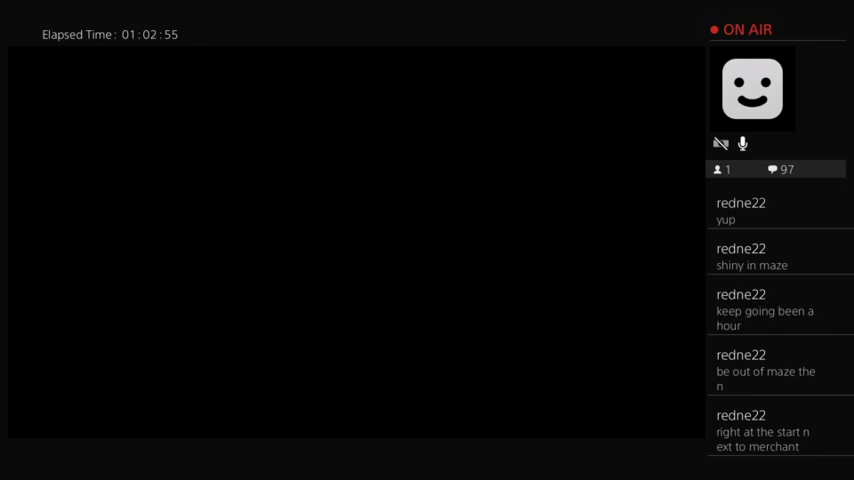 Elapsed Time: 01:02:55
ON AIR
1 97
redne22
yup
redne22
shiny in maze
redne22
keep going been a
hour
redne22
be out of maze the
n
redne22
right at the start n
ext to merchant